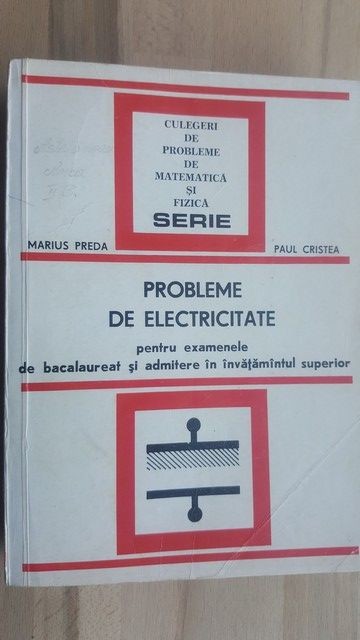 CULEGERI
DE
PROBLEME
DE
MATEMATICĂ
ŞI
FIZICĂ
SERIE
MARIUS PREDA
PAUL CRISTEA
PROBLEME
DE ELECTRICITATE
pentru examenele
de bacalaureat şi admitere în învăţămîntul superior